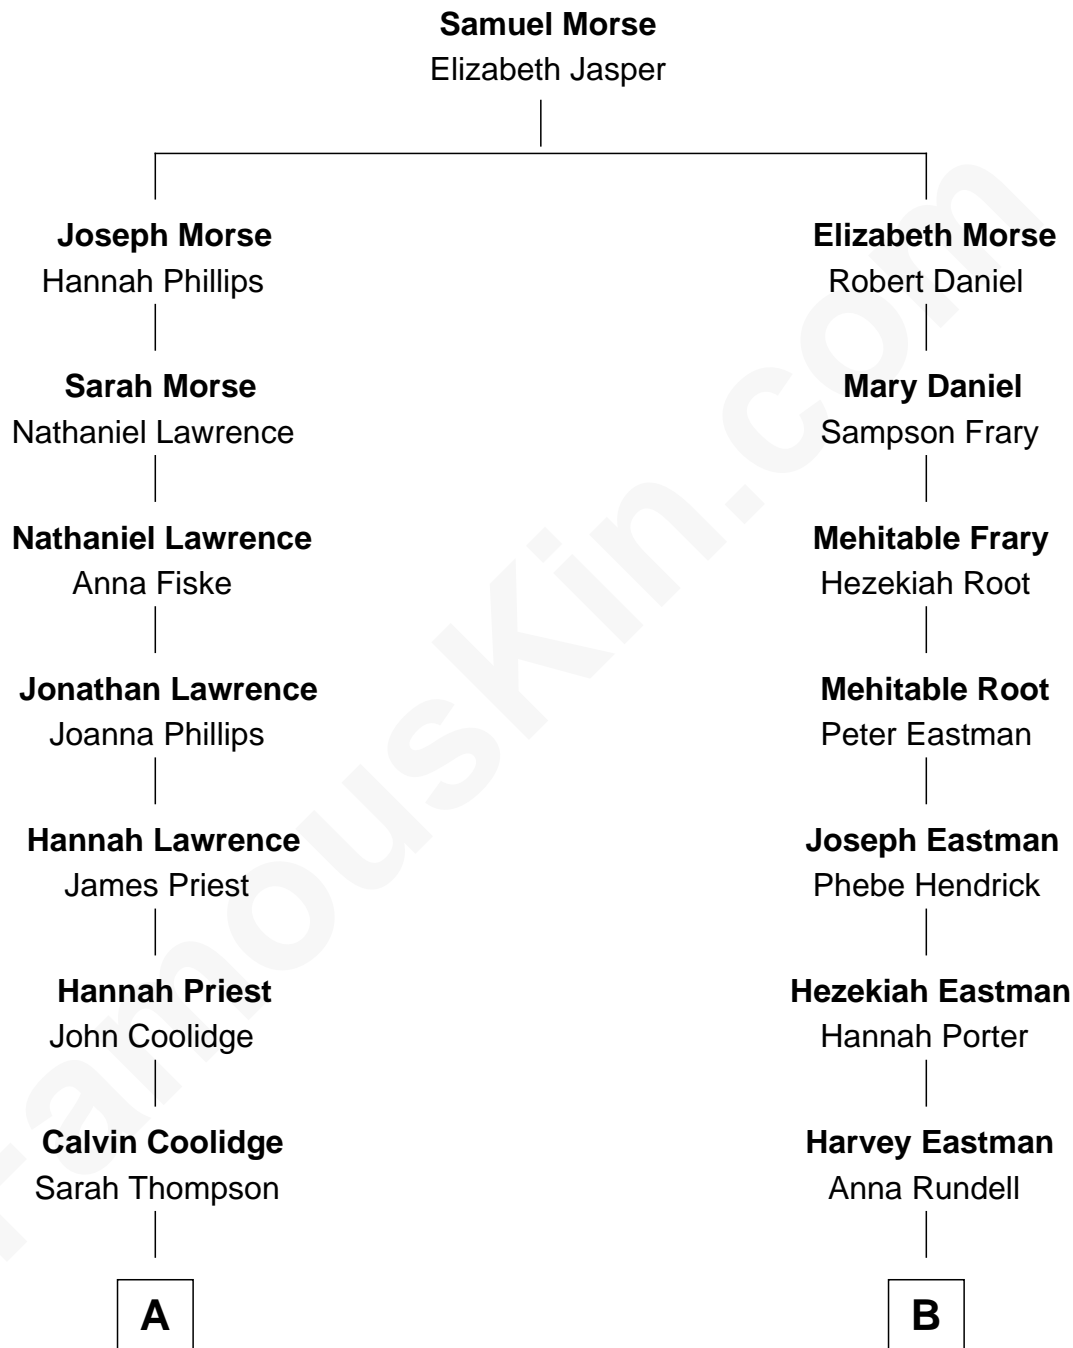 Samuel Morse
Elizabeth Jasper
Joseph Morse
Hannah Phillips
Elizabeth Morse
Robert Daniel
Sarah Morse
Nathaniel Lawrence
Mary Daniel
Sampson Frary
Nathaniel Lawrence
Anna Fiske
Mehitable Frary
Hezekiah Root
Jonathan Lawrence
Joanna Phillips
Mehitable Root
Peter Eastman
Hannah Lawrence
James Priest
Joseph Eastman
Phebe Hendrick
Hannah Priest
John Coolidge
Hezekiah Eastman
Hannah Porter
Calvin Coolidge
Sarah Thompson
Harvey Eastman
Anna Rundell
A
B
FamousKin.com